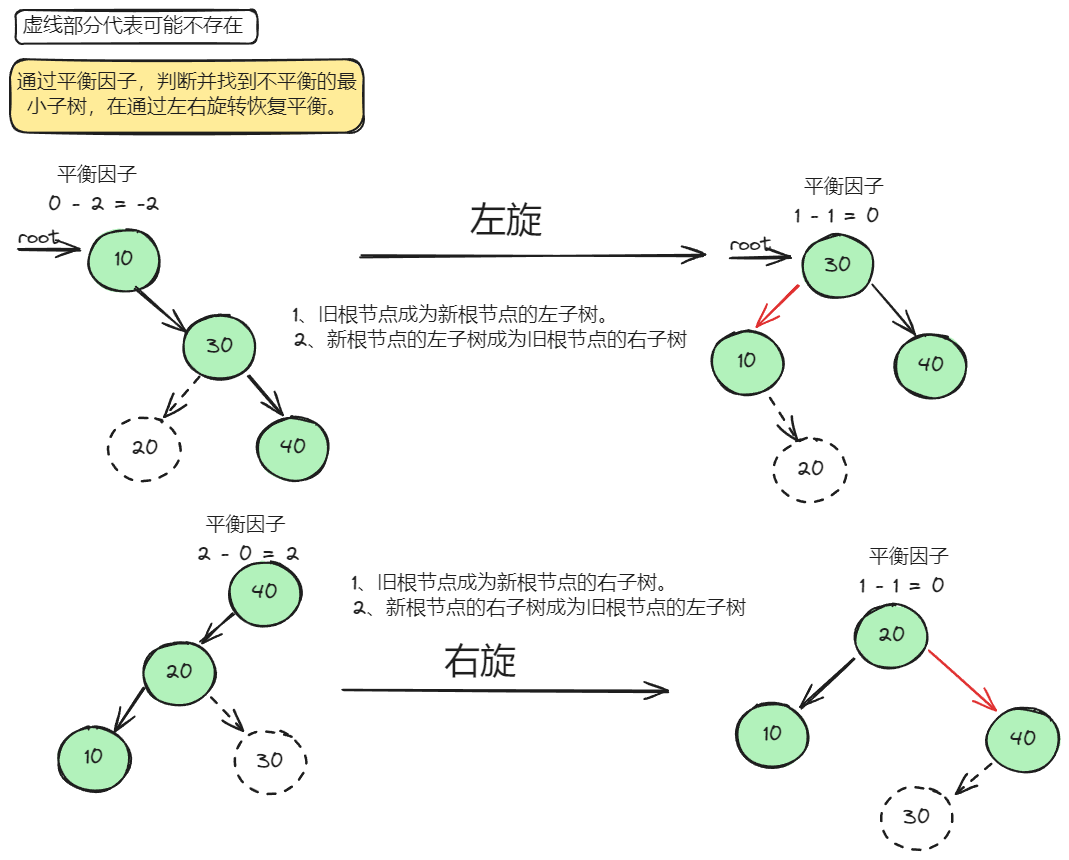 虚线部分代表可能不存在
通过平衡因子，判断并找到不平衡的最
小子树，在通过左右旋转恢复平衡。
平衡因子
0 - 2 = -2
root
10
30
20
40
左旋
1、旧根节点成为新根节点的左子树。
2、新根节点的左子树成为旧根节点的右子树
平衡因子
1 - 1 = 0
root
30
10
40
20
平衡因子
2 - 0 = 2
40
20
10
30
1、旧根节点成为新根节点的右子树。
2、新根节点的右子树成为旧根节点的左子树
右旋
平衡因子
1 - 1 = 0
20
10
40
30